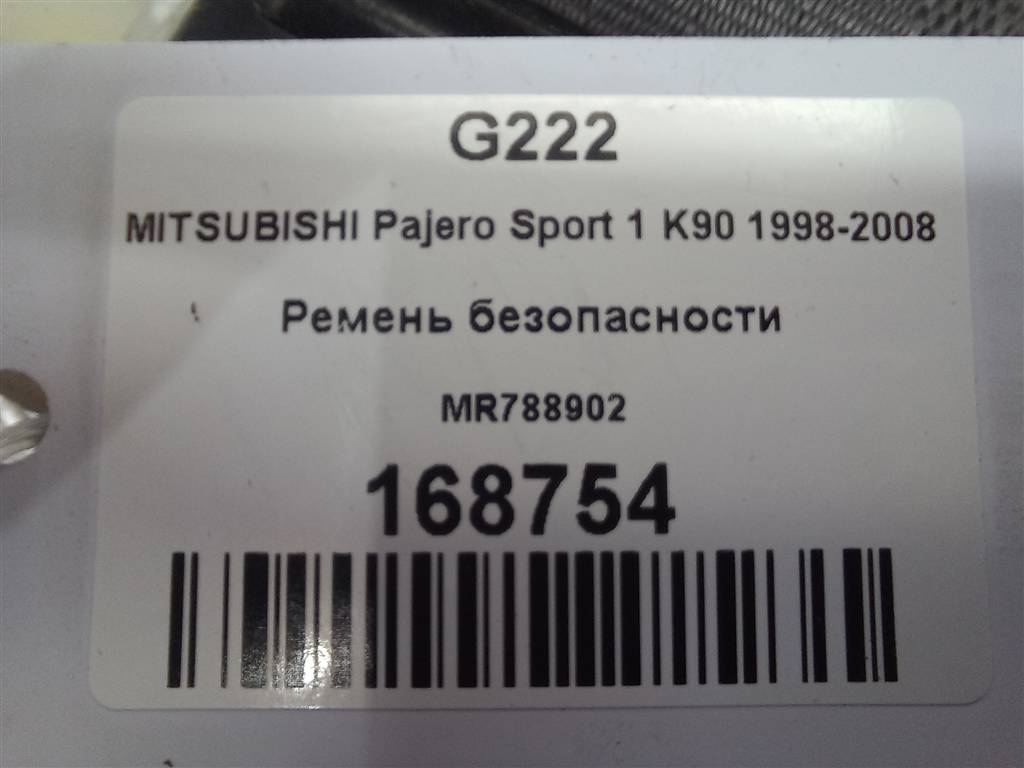 G222
MITSUBISHI Pajero Sport 1 K90 1998-2008
Ремень безопасности
MR788902
168754